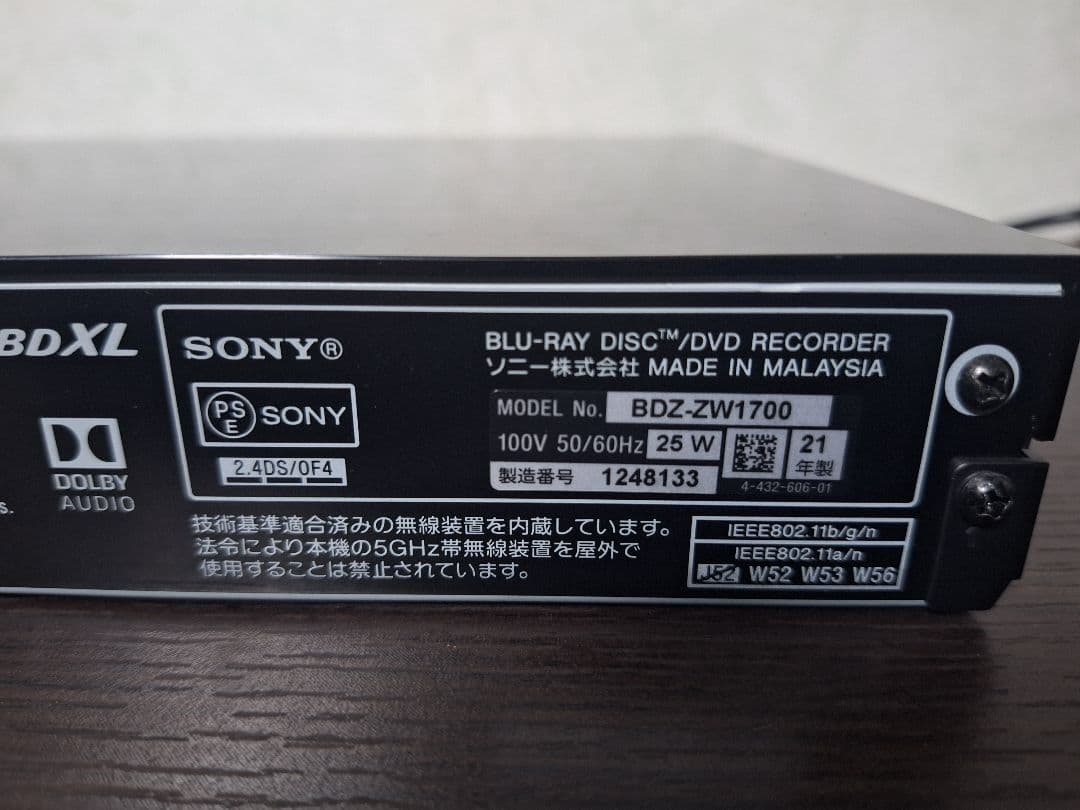 BDXL
DOLBY
AUDIO
s.
SONY®
PSE SONY
2.4DS/OF4
BLU-RAY DISC™/DVD RECORDER
ソニー株式会社 MADE IN MALAYSIA
MODEL No. BDZ-ZW1700
100V 50/60Hz 25 W
21
年製
製造番号 1248133
4-432-606-01
技術基準適合済みの無線装置を内蔵しています。
法令により本機の5GHz帯無線装置を屋外で
使用することは禁止されています。
IEEE802.11b/g/n
IEEE802.11a/n
J52 W52 W53 W56